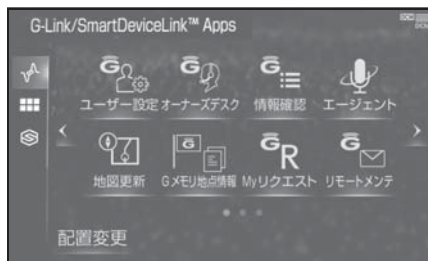 G-Link/SmartDeviceLink™ Apps
ユーザー設定 オーナーズデスク 情報確認 エージェント
地図更新 Gメモリ地点情報 Myリクエスト リモートメンテ
配置変更